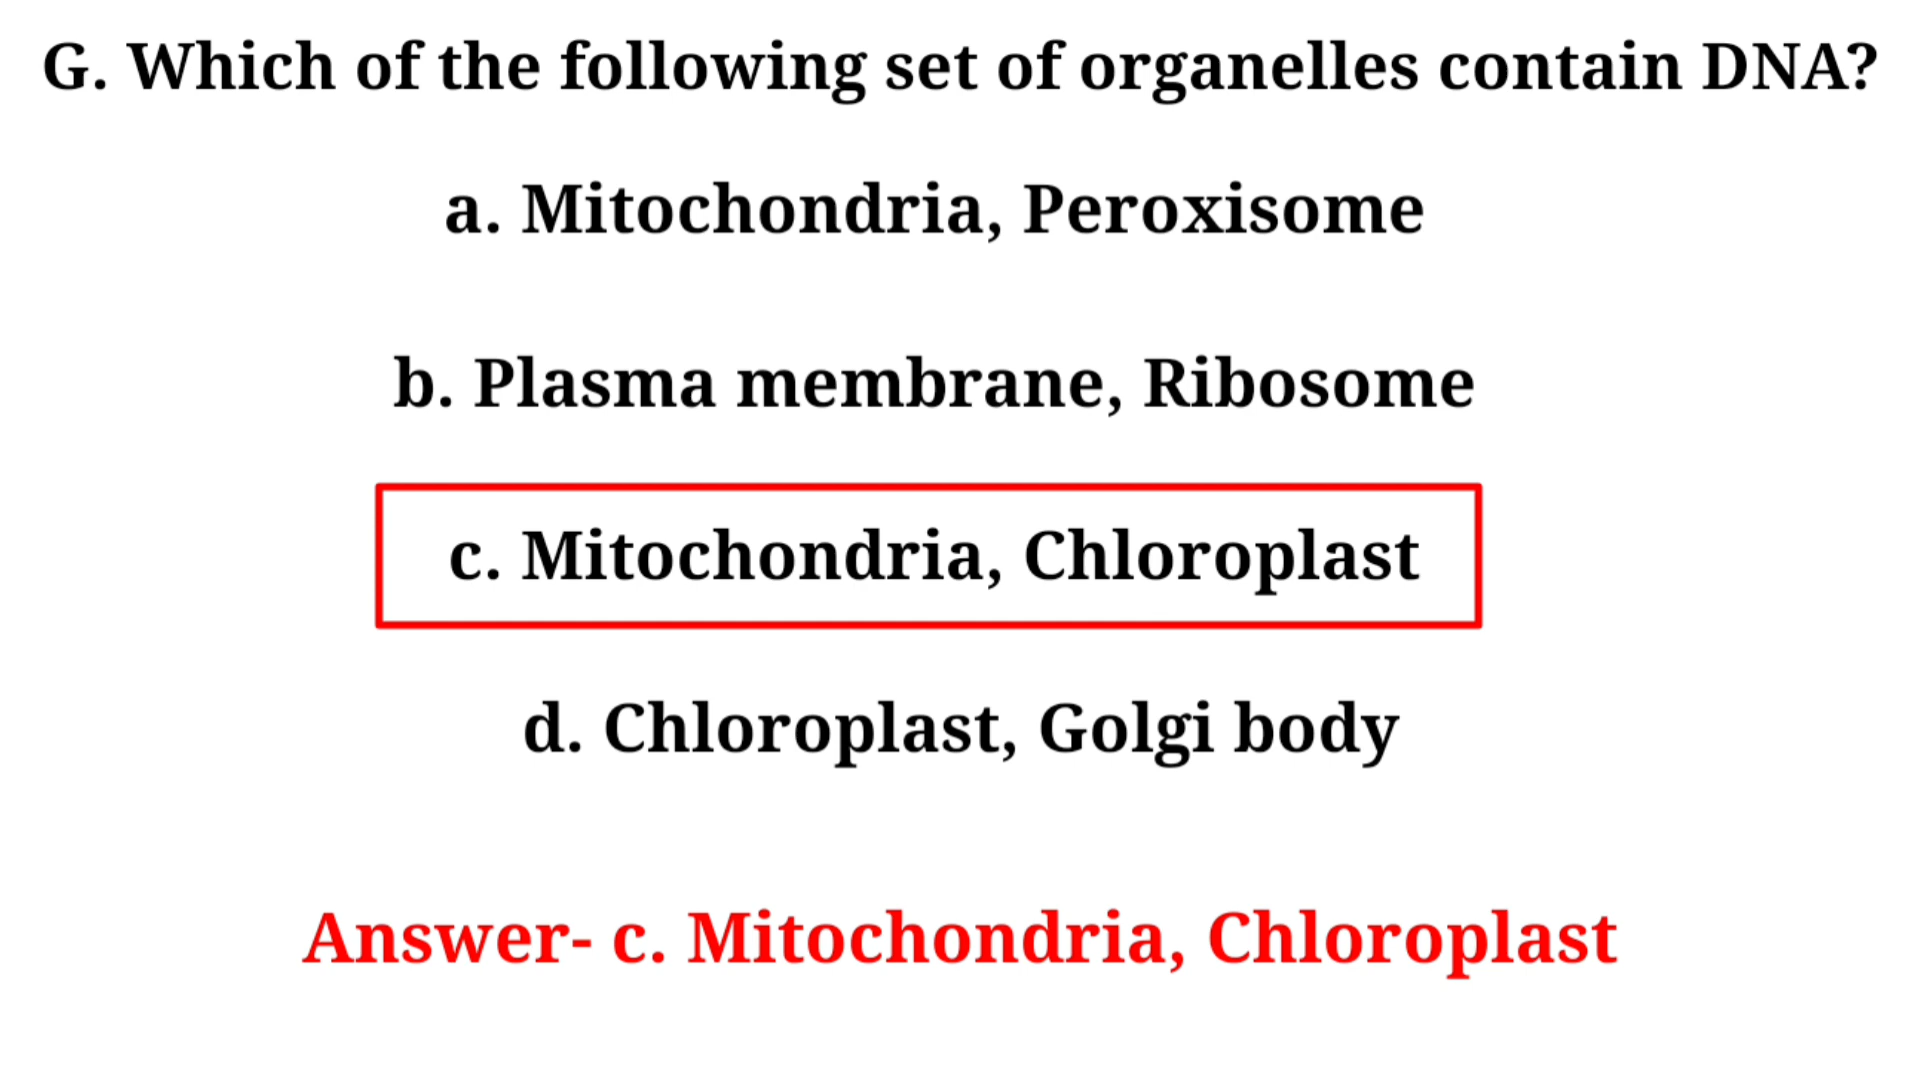 G. Which of the following set of organelles contain DNA?
a. Mitochondria, Peroxisome
b. Plasma membrane, Ribosome
c. Mitochondria, Chloroplast
d. Chloroplast, Golgi body
Answer- c. Mitochondria, Chloroplast